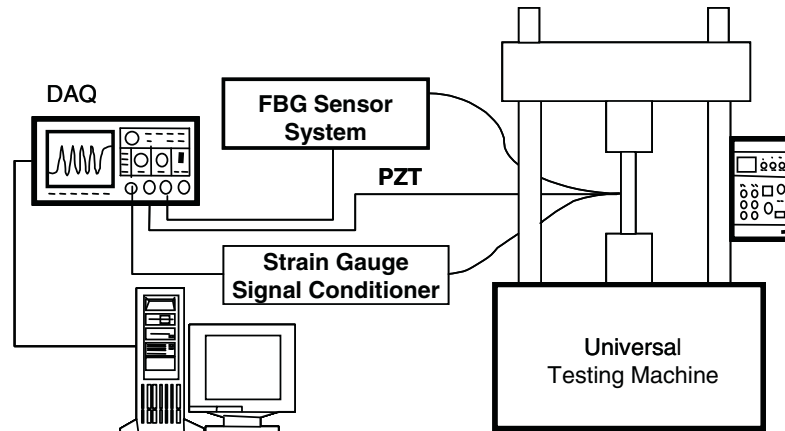 DAQ
FBG Sensor
System
PZT
Strain Gauge
Signal Conditioner
Universal
Testing Machine